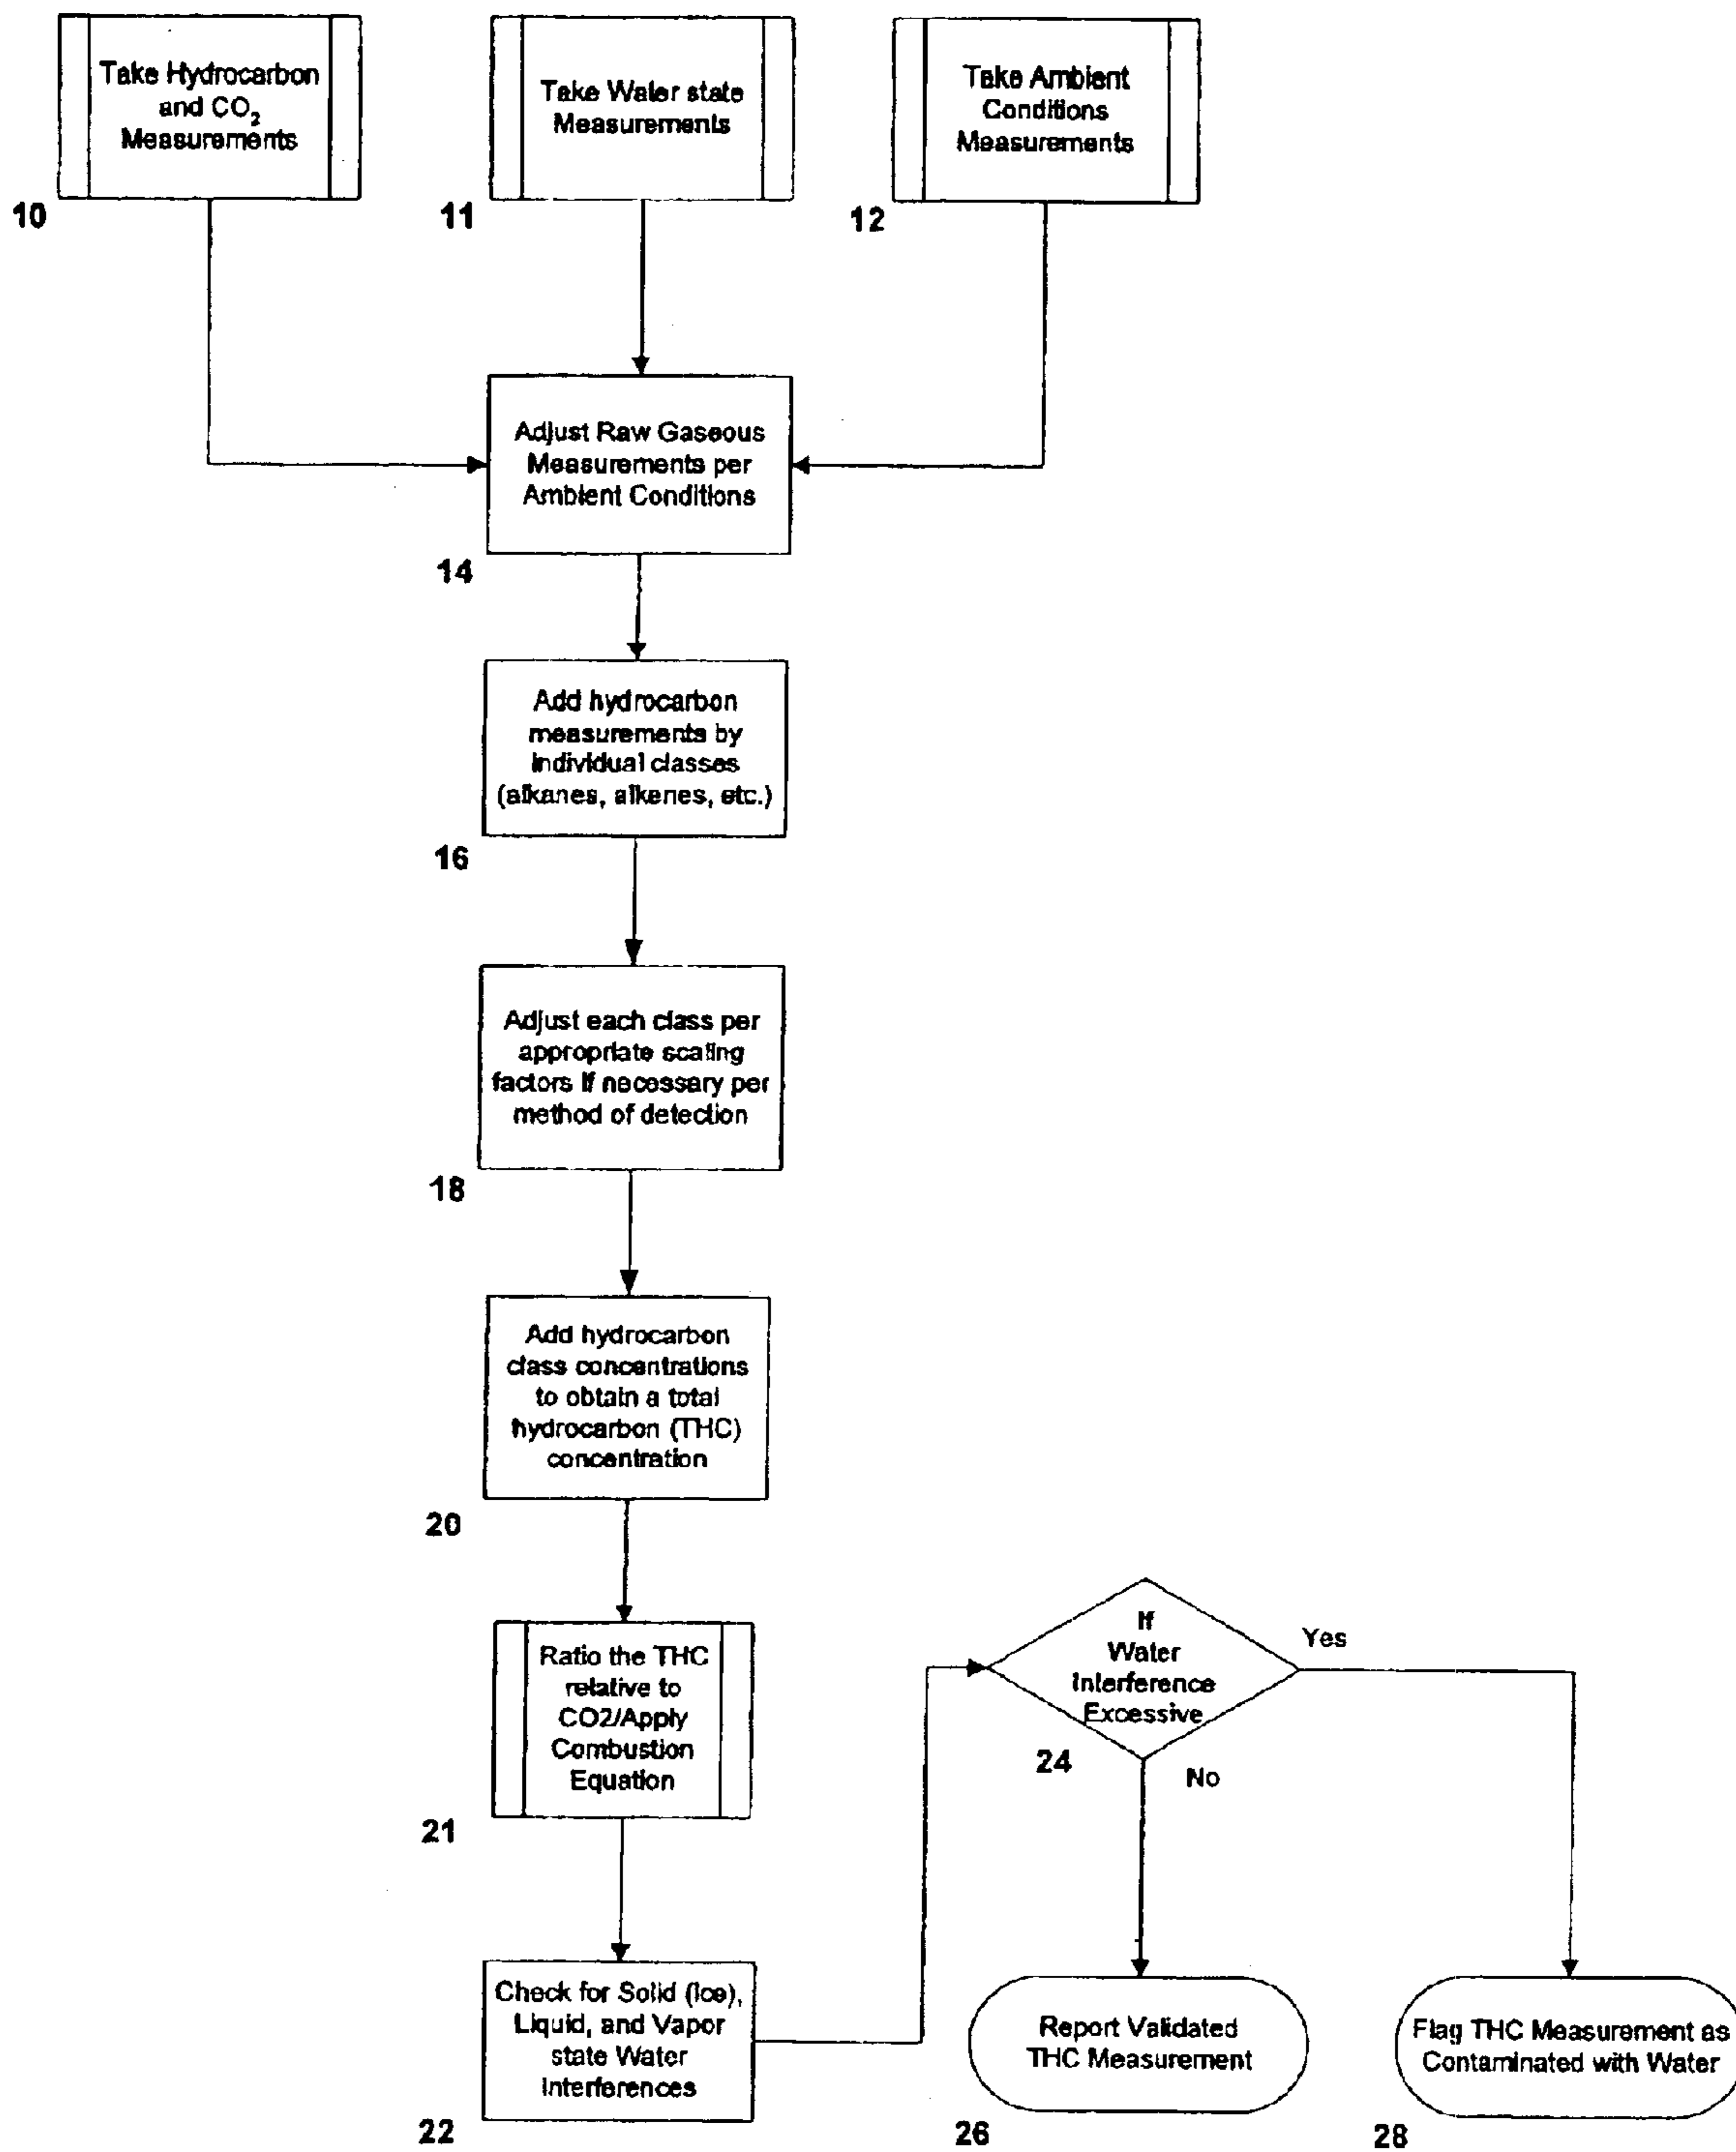 Take Hydrocarbon
and CO₂
Measurements
10
Take Water state
Measurements
11
Take Ambient
Conditions
Measurements
12
Adjust Raw Gaseous
Measurements per
Ambient Conditions
14
Add hydrocarbon
measurements by
individual classes
(alkanes, alkenes, etc.)
16
Adjust each class per
appropriate scaling
factors if necessary per
method of detection
18
Add hydrocarbon
class concentrations
to obtain a total
hydrocarbon (THC)
concentration
20
Ratio the THC
relative to
CO2/Apply
Combustion
Equation
21
Check for Solid (Ice),
Liquid, and Vapor
state Water
Interferences
22
If
Water
Interference
Excessive
24
Yes
No
Report Validated
THC Measurement
26
Flag THC Measurement as
Contaminated with Water
28